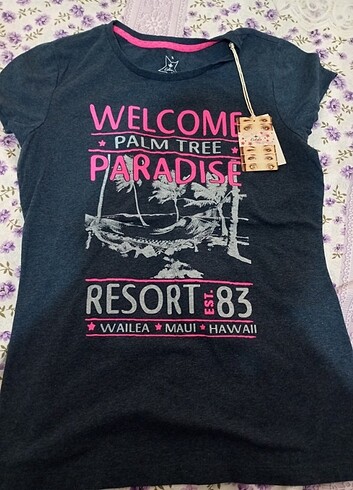 WELCOME
PALM TREE
PARADISE
RESORT EST. 83
★ WAILEA ★ MAUI ★ HAWAII